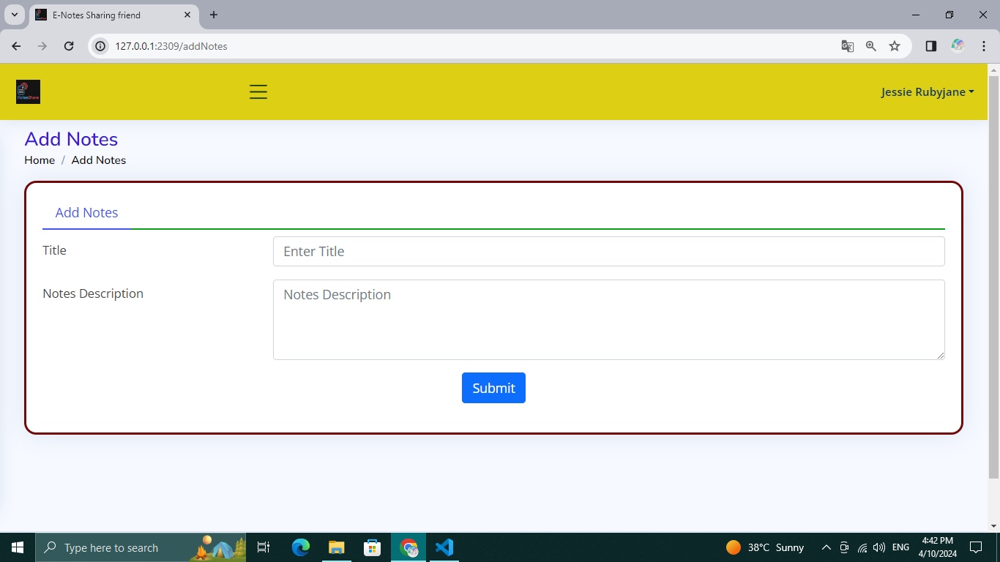 E-Notes Sharing friend
127.0.0.1:2309/addNotes
NotesShare
Jessie Rubyjane
Add Notes
Home / Add Notes
Add Notes
Title
Enter Title
Notes Description
Notes Description
Submit
Type here to search
38°C Sunny
ENG
4:42 PM
4/10/2024